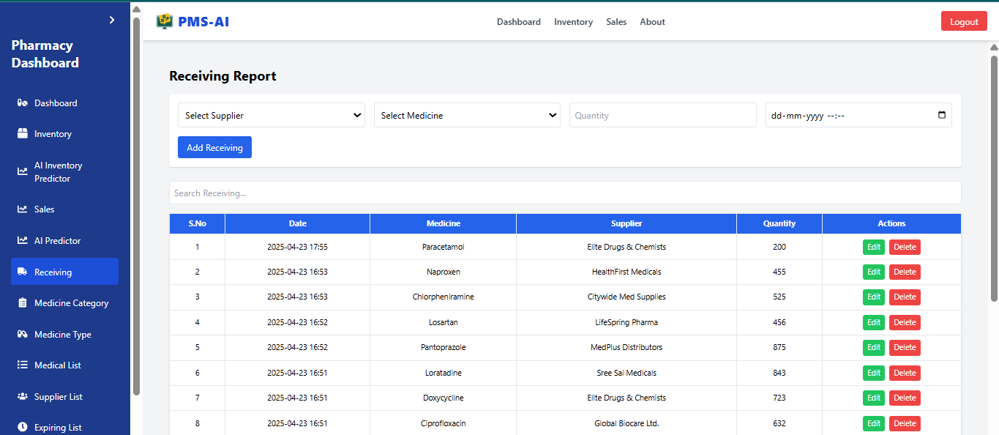 PMS-AI
Dashboard Inventory Sales About
Logout
Pharmacy
Dashboard
Dashboard
Inventory
AI Inventory
Predictor
Sales
AI Predictor
Receiving
Medicine Category
Medicine Type
Medical List
Supplier List
Expiring List
Receiving Report
Select Supplier Select Medicine Quantity dd-mm-yyyy --:--
Add Receiving
Search Receiving...
S.No Date Medicine Supplier Quantity Actions
1 2025-04-23 17:55 Paracetamol Elite Drugs & Chemists 200 Edit Delete
2 2025-04-23 16:53 Naproxen HealthFirst Medicals 455 Edit Delete
3 2025-04-23 16:53 Chlorpheniramine Citywide Med Supplies 525 Edit Delete
4 2025-04-23 16:52 Losartan LifeSpring Pharma 456 Edit Delete
5 2025-04-23 16:52 Pantoprazole MedPlus Distributors 875 Edit Delete
6 2025-04-23 16:51 Loratadine Sree Sai Medicals 843 Edit Delete
7 2025-04-23 16:51 Doxycycline Elite Drugs & Chemists 723 Edit Delete
8 2025-04-23 16:51 Ciprofloxacin Global Biocare Ltd. 632 Edit Delete